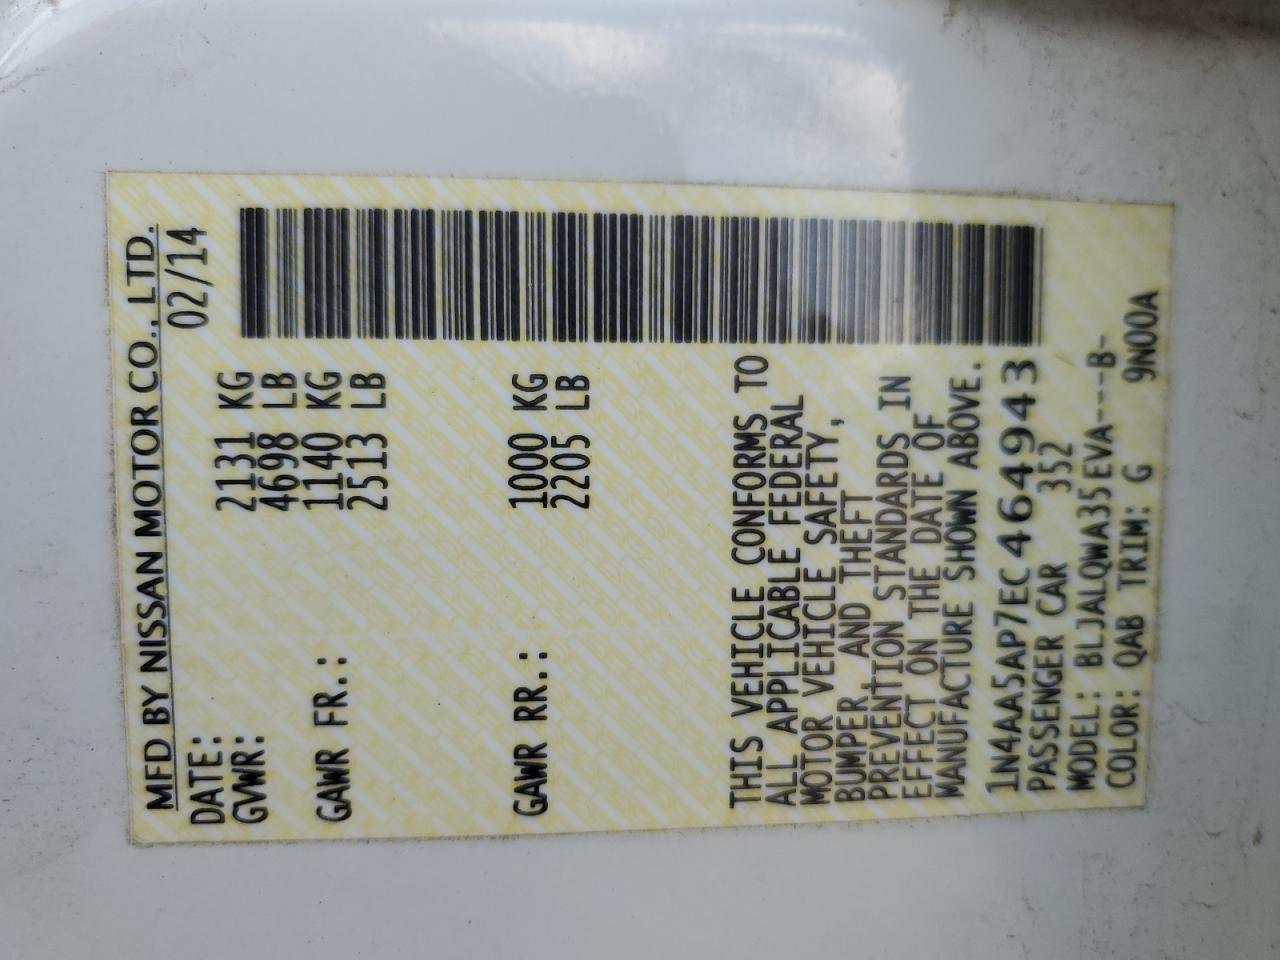 MFD BY NISSAN MOTOR CO., LTD.
DATE: 02/14
GVWR: 2131 KG
4698 LB
GAWR FR.: 1140 KG
2513 LB
GAWR RR.: 1000 KG
2205 LB
THIS VEHICLE CONFORMS TO
ALL APPLICABLE FEDERAL
MOTOR VEHICLE SAFETY,
BUMPER, AND THEFT
PREVENTION STANDARDS IN
EFFECT ON THE DATE OF
MANUFACTURE SHOWN ABOVE.
1N4AA5AP7EC464943
PASSENGER CAR 352
MODEL: BLJALQWA35EVA---B-
COLOR: QAB TRIM: G 9N00A